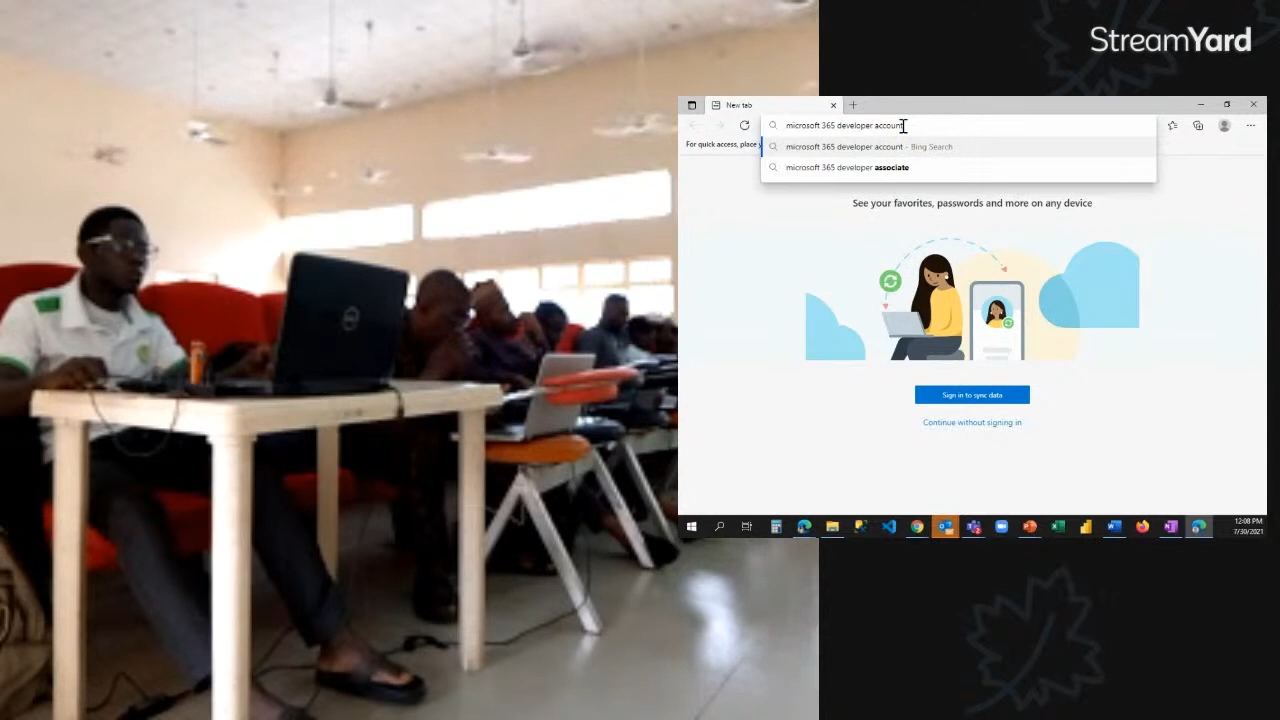 StreamYard
New tab
microsoft 365 developer account
microsoft 365 developer account - Bing Search
For quick access, place y
microsoft 365 developer associate
See your favorites, passwords and more on any device
Sign in to sync data
Continue without signing in
12:08 PM
7/30/2021